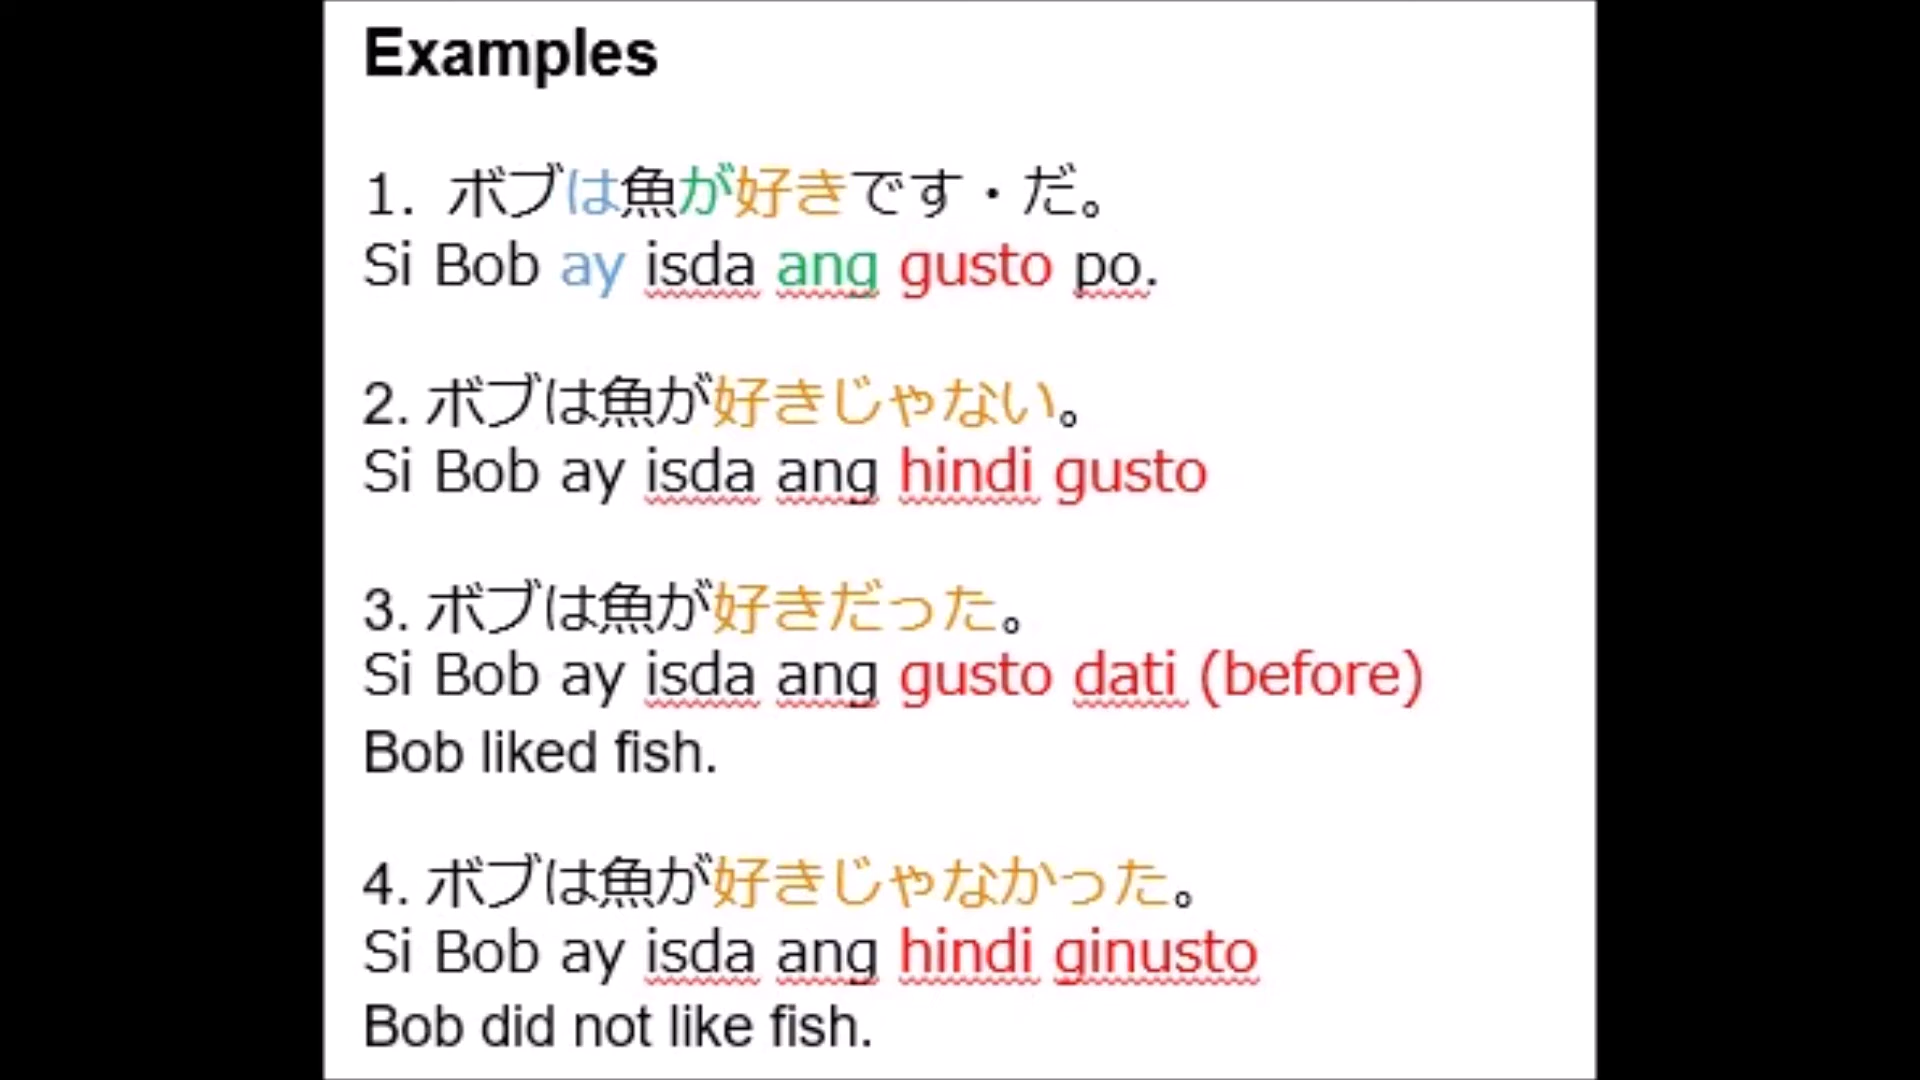 Examples
1. ボブは魚が好きです・だ。
Si Bob ay isda ang gusto po.
2. ボブは魚が好きじゃない。
Si Bob ay isda ang hindi gusto
3. ボブは魚が好きだった。
Si Bob ay isda ang gusto dati (before)
Bob liked fish.
4. ボブは魚が好きじゃなかった。
Si Bob ay isda ang hindi ginusto
Bob did not like fish.